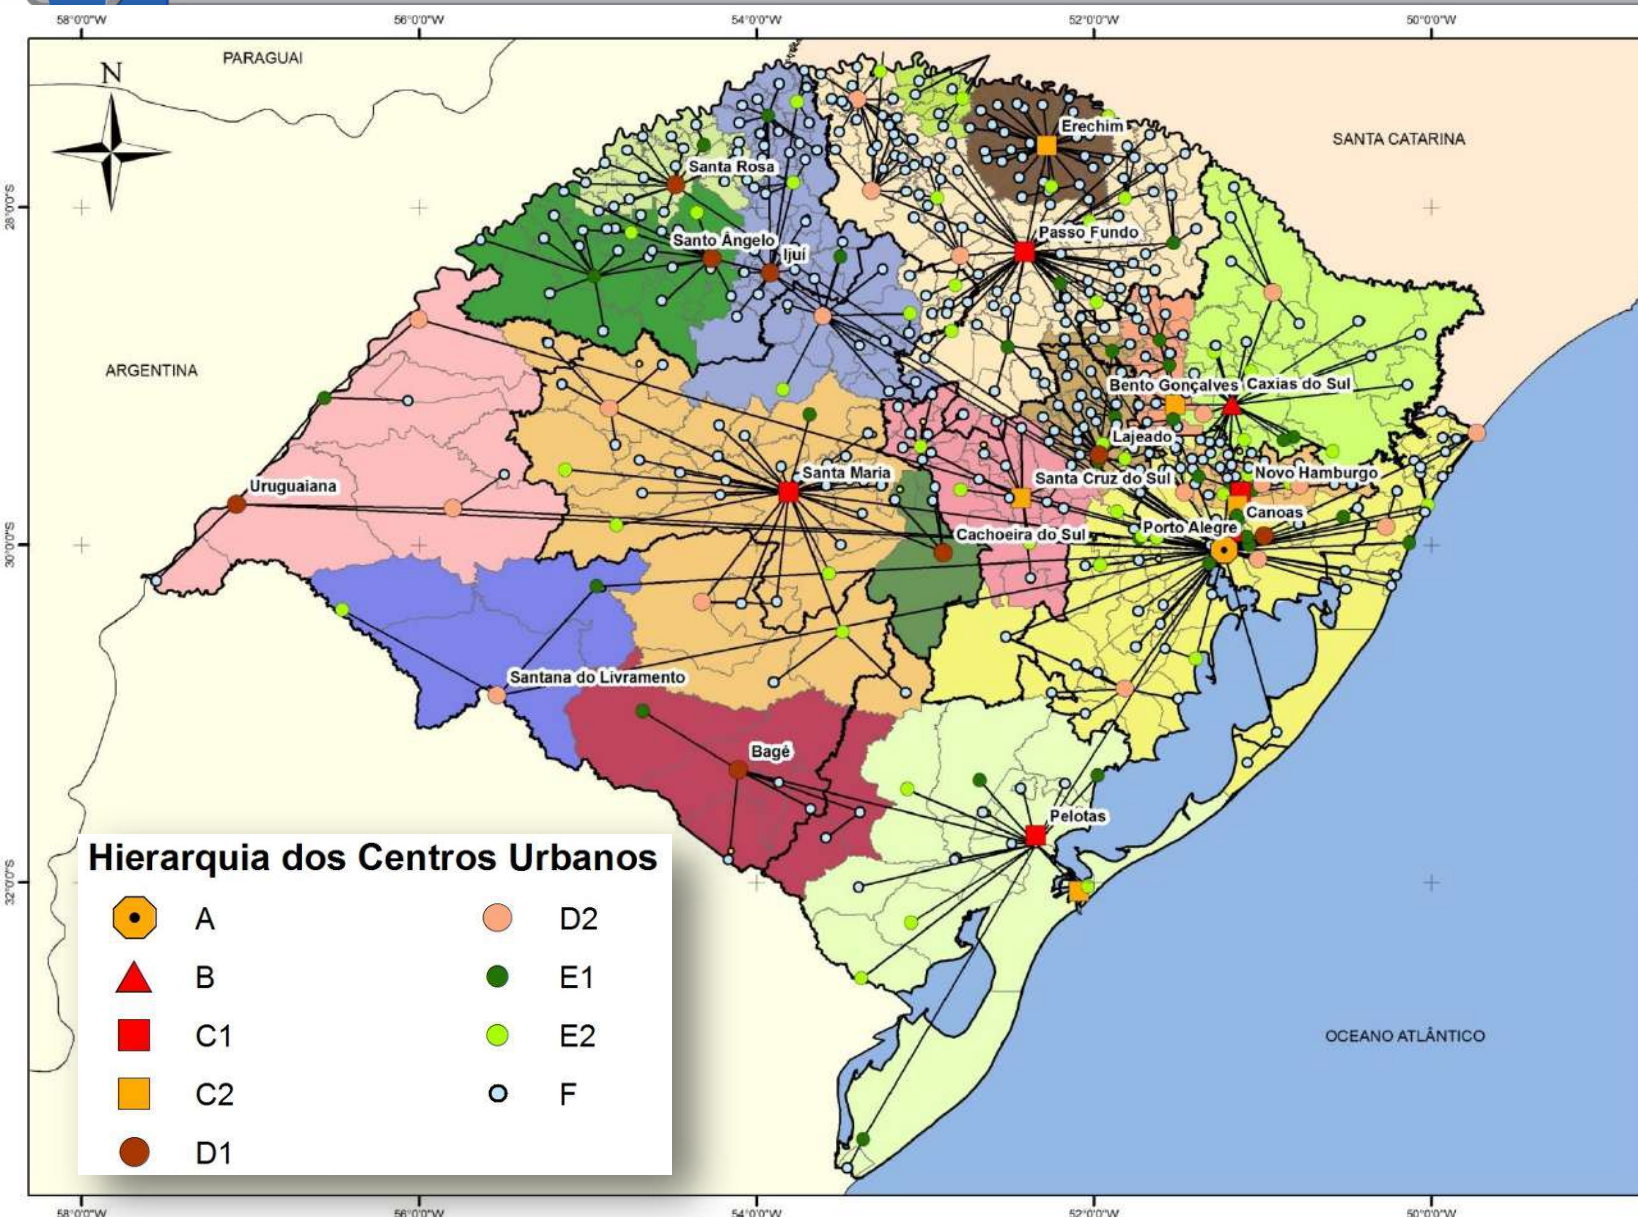 58°0'0"W
56°0'0"W
54°0'0"W
52°0'0"W
50°0'0"W
PARAGUAI
N
SANTA CATARINA
Erechim
Santa Rosa
28°0'0"S
Passo Fundo
Santo Ângelo
Ijuí
ARGENTINA
Bento Gonçalves
Caxias do Sul
Lajeado
Santa Maria
Santa Cruz do Sul
Novo Hamburgo
Uruguaiana
Canoas
Porto Alegre
Cachoeira do Sul
30°0'0"S
Santana do Livramento
Bagé
Pelotas
32°0'0"S
Hierarquia dos Centros Urbanos
A
D2
B
E1
C1
E2
C2
F
D1
OCEANO ATLÂNTICO
58°0'0"W
56°0'0"W
54°0'0"W
52°0'0"W
50°0'0"W